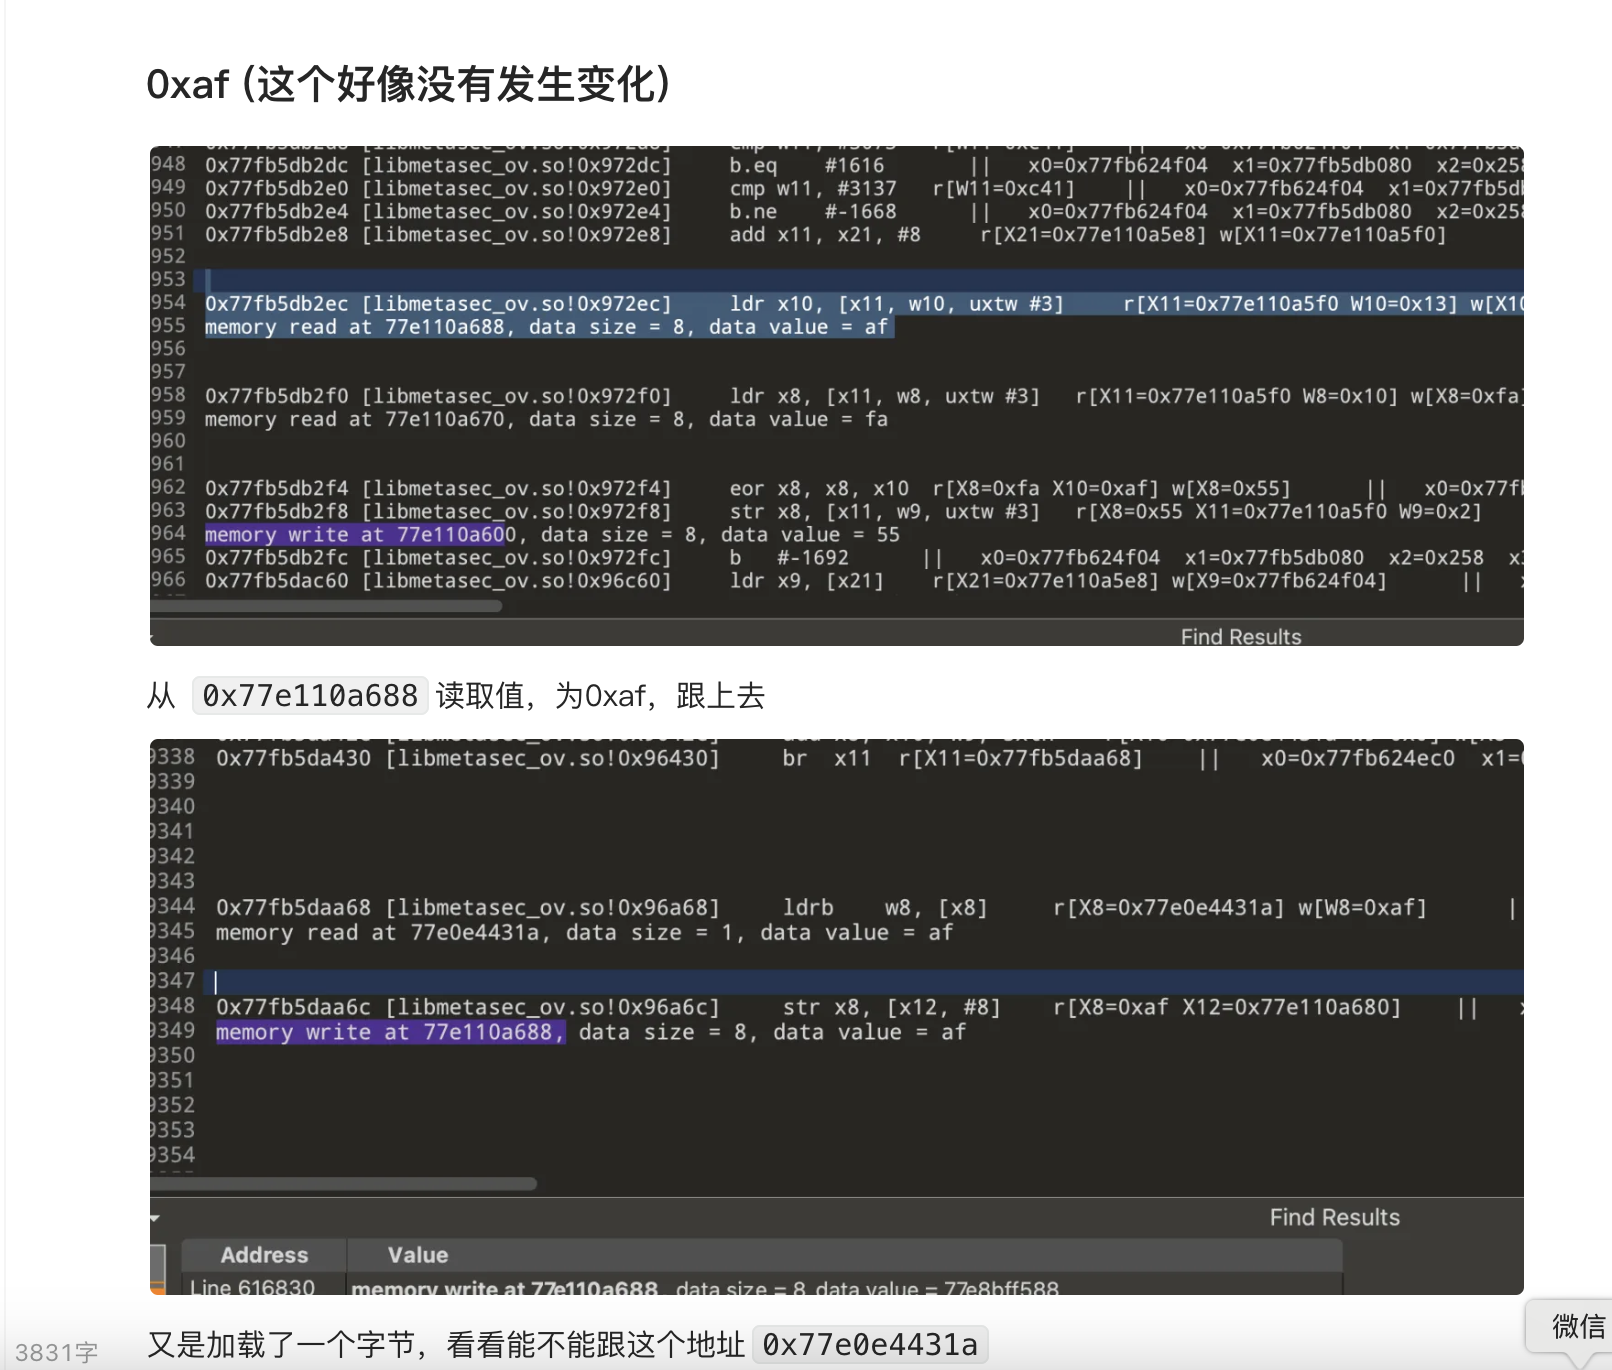 0xaf (这个好像没有发生变化)
948 0x77fb5db2dc [libmetasec_ov.so!0x972dc] b.eq #1616 || x0=0x77fb624f04 x1=0x77fb5db080 x2=0x258
949 0x77fb5db2e0 [libmetasec_ov.so!0x972e0] cmp w11, #3137 r[W11=0xc41] || x0=0x77fb624f04 x1=0x77fb5db
950 0x77fb5db2e4 [libmetasec_ov.so!0x972e4] b.ne #-1668 || x0=0x77fb624f04 x1=0x77fb5db080 x2=0x258
951 0x77fb5db2e8 [libmetasec_ov.so!0x972e8] add x11, x21, #8 r[X21=0x77e110a5e8] w[X11=0x77e110a5f0]
952
953
954 0x77fb5db2ec [libmetasec_ov.so!0x972ec] ldr x10, [x11, w10, uxtw #3] r[X11=0x77e110a5f0 W10=0x13] w[X10
955 memory read at 77e110a688, data size = 8, data value = af
956
957
958 0x77fb5db2f0 [libmetasec_ov.so!0x972f0] ldr x8, [x11, w8, uxtw #3] r[X11=0x77e110a5f0 W8=0x10] w[X8=0xfa]
959 memory read at 77e110a670, data size = 8, data value = fa
960
961
962 0x77fb5db2f4 [libmetasec_ov.so!0x972f4] eor x8, x8, x10 r[X8=0xfa X10=0xaf] w[X8=0x55] || x0=0x77fb
963 0x77fb5db2f8 [libmetasec_ov.so!0x972f8] str x8, [x11, w9, uxtw #3] r[X8=0x55 X11=0x77e110a5f0 W9=0x2]
964 memory write at 77e110a600, data size = 8, data value = 55
965 0x77fb5db2fc [libmetasec_ov.so!0x972fc] b #-1692 || x0=0x77fb624f04 x1=0x77fb5db080 x2=0x258 x3
966 0x77fb5dac60 [libmetasec_ov.so!0x96c60] ldr x9, [x21] r[X21=0x77e110a5e8] w[X9=0x77fb624f04] ||
Find Results
从 0x77e110a688 读取值，为0xaf，跟上去
9338 0x77fb5da430 [libmetasec_ov.so!0x96430] br x11 r[X11=0x77fb5daa68] || x0=0x77fb624ec0 x1=0
9339
9340
9341
9342
9343
9344 0x77fb5daa68 [libmetasec_ov.so!0x96a68] ldrb w8, [x8] r[X8=0x77e0e4431a] w[W8=0xaf] |
9345 memory read at 77e0e4431a, data size = 1, data value = af
9346
9347
9348 0x77fb5daa6c [libmetasec_ov.so!0x96a6c] str x8, [x12, #8] r[X8=0xaf X12=0x77e110a680] ||
9349 memory write at 77e110a688, data size = 8, data value = af
9350
9351
9352
9353
9354
Find Results
Address Value
Line 616830 memory write at 77e110a688, data size = 8, data value = 77e8bff588
又是加载了一个字节，看看能不能跟这个地址 0x77e0e4431a
3831字
微信